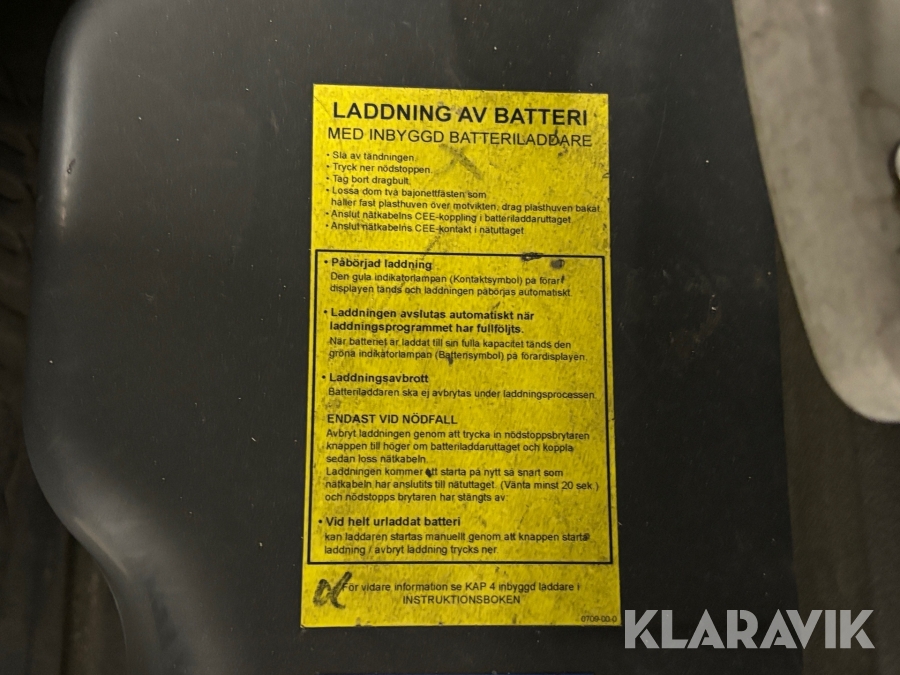 LADDNING AV BATTERI
MED INBYGGD BATTERILADDARE
• Slå av tändningen.
• Tryck ner nödstoppen.
• Tag bort dragbult.
• Lossa dom två bajonettfästen som
håller fast plasthuven över motvikten, drag plasthuven bakåt
• Anslut nätkabelns CEE-koppling i batteriladdaruttaget
• Anslut nätkabelns CEE-kontakt i nätuttaget
• Påbörjad laddning
Den gula indikatorlampan (Kontaktsymbol) på förar
displayen tänds och laddningen påbörjas automatiskt.
• Laddningen avslutas automatiskt när
laddningsprogrammet har fullföljts.
När batteriet är laddat till sin fulla kapacitet tänds den
gröna indikatorlampan (Batterisymbol) på förardisplayen.
• Laddningsavbrott
Batteriladdaren ska ej avbrytas under laddningsprocessen.
ENDAST VID NÖDFALL
Avbryt laddningen genom att trycka in nödstoppsbrytaren
knappen till höger om batteriladdaruttaget och koppla
sedan loss nätkabeln.
Laddningen kommer att starta på nytt så snart som
nätkabeln har anslutits till nätuttaget. (Vänta minst 20 sek.)
och nödstopps brytaren har stängts av.
• Vid helt urladdat batteri
kan laddaren startas manuellt genom att knappen starta
laddning / avbryt laddning trycks ner.
För vidare information se KAP 4 inbyggd laddare i
INSTRUKTIONSBOKEN
0709-00-0
KLARAVIK